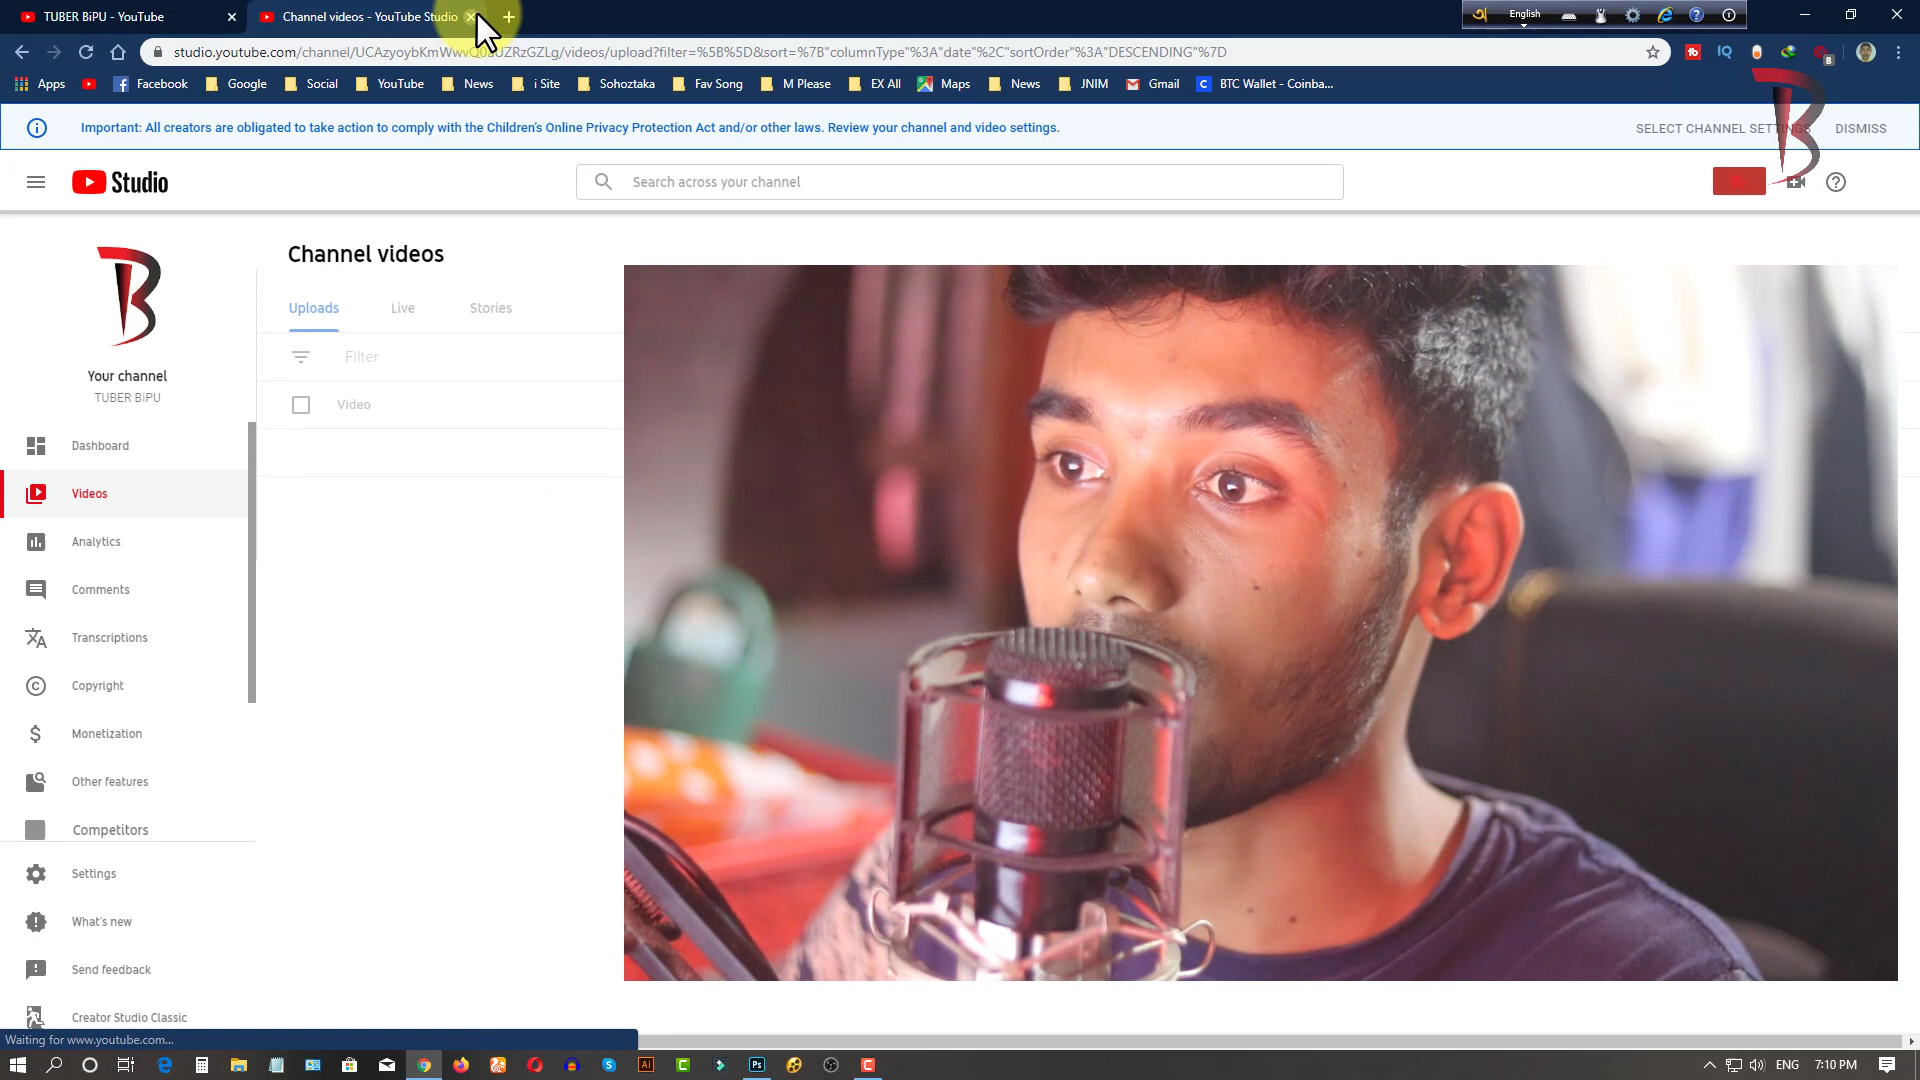 TUBER BiPU - YouTube
Channel videos - YouTube Studio
English
studio.youtube.com/channel/
/videos/upload?filter=%5B%5D&sort=%7B"columnType"%3A"date"%2C"sortOrder"%3A"DESCENDING"%7D
Apps Facebook Google Social YouTube News i Site Sohoztaka Fav Song M Please EX All Maps News JNIM Gmail BTC Wallet - Coinba...
Important: All creators are obligated to take action to comply with the Children's Online Privacy Protection Act and/or other laws. Review your channel and video settings.
SELECT CHANNEL SETTINGS
DISMISS
Studio
Search across your channel
Channel videos
Uploads Live Stories
Filter
Video
Your channel
TUBER BiPU
Dashboard
Videos
Analytics
Comments
Transcriptions
Copyright
Monetization
Other features
Competitors
Settings
What's new
Send feedback
Creator Studio Classic
Waiting for www.youtube.com...
ENG 7:10 PM